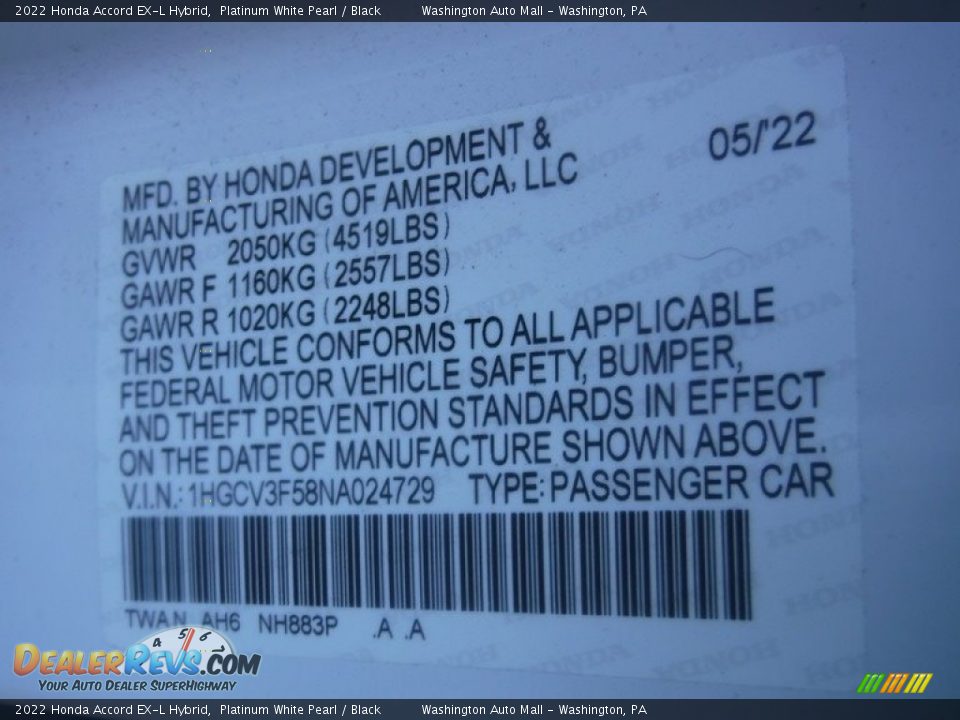 2022 Honda Accord EX-L Hybrid, Platinum White Pearl / Black Washington Auto Mall - Washington, PA
MFD. BY HONDA DEVELOPMENT & 05/'22
MANUFACTURING OF AMERICA, LLC
GVWR 2050KG (4519LBS)
GAWR F 1160KG (2557LBS)
GAWR R 1020KG (2248LBS)
THIS VEHICLE CONFORMS TO ALL APPLICABLE
FEDERAL MOTOR VEHICLE SAFETY, BUMPER,
AND THEFT PREVENTION STANDARDS IN EFFECT
ON THE DATE OF MANUFACTURE SHOWN ABOVE.
V.I.N.: 1HGCV3F58NA024729 TYPE: PASSENGER CAR
TWAN AH6 NH883P .A .A
4 5 6
DEALERREVS.COM
YOUR AUTO DEALER SUPERHIGHWAY
2022 Honda Accord EX-L Hybrid, Platinum White Pearl / Black Washington Auto Mall - Washington, PA